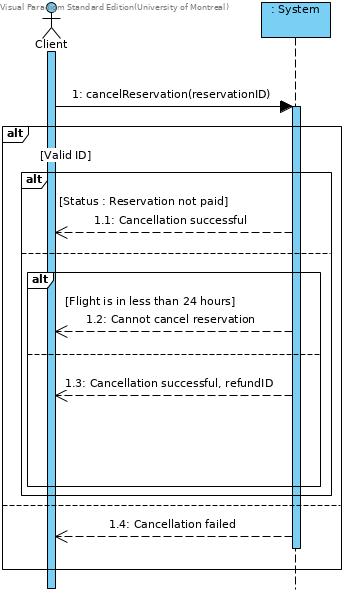 Visual Paradigm Standard Edition(University of Montreal)
: System
Client
1: cancelReservation(reservationID)
alt
[Valid ID]
alt
[Status : Reservation not paid]
1.1: Cancellation successful
alt
[Flight is in less than 24 hours]
1.2: Cannot cancel reservation
1.3: Cancellation successful, refundID
1.4: Cancellation failed